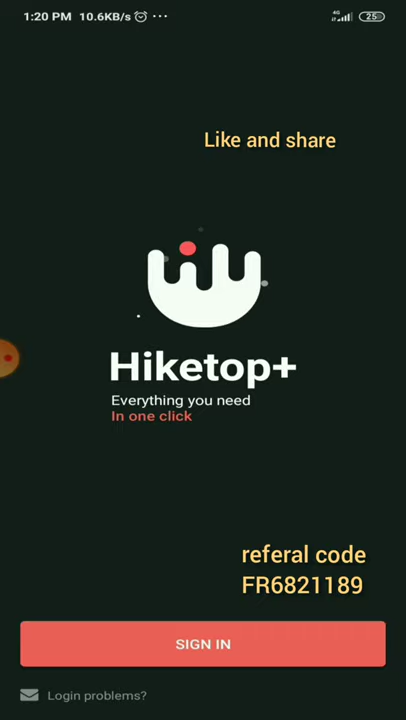 1:20 PM 10.6KB/s ... 4G 25
Like and share
Hiketop+
Everything you need
In one click
referal code
FR6821189
SIGN IN
Login problems?